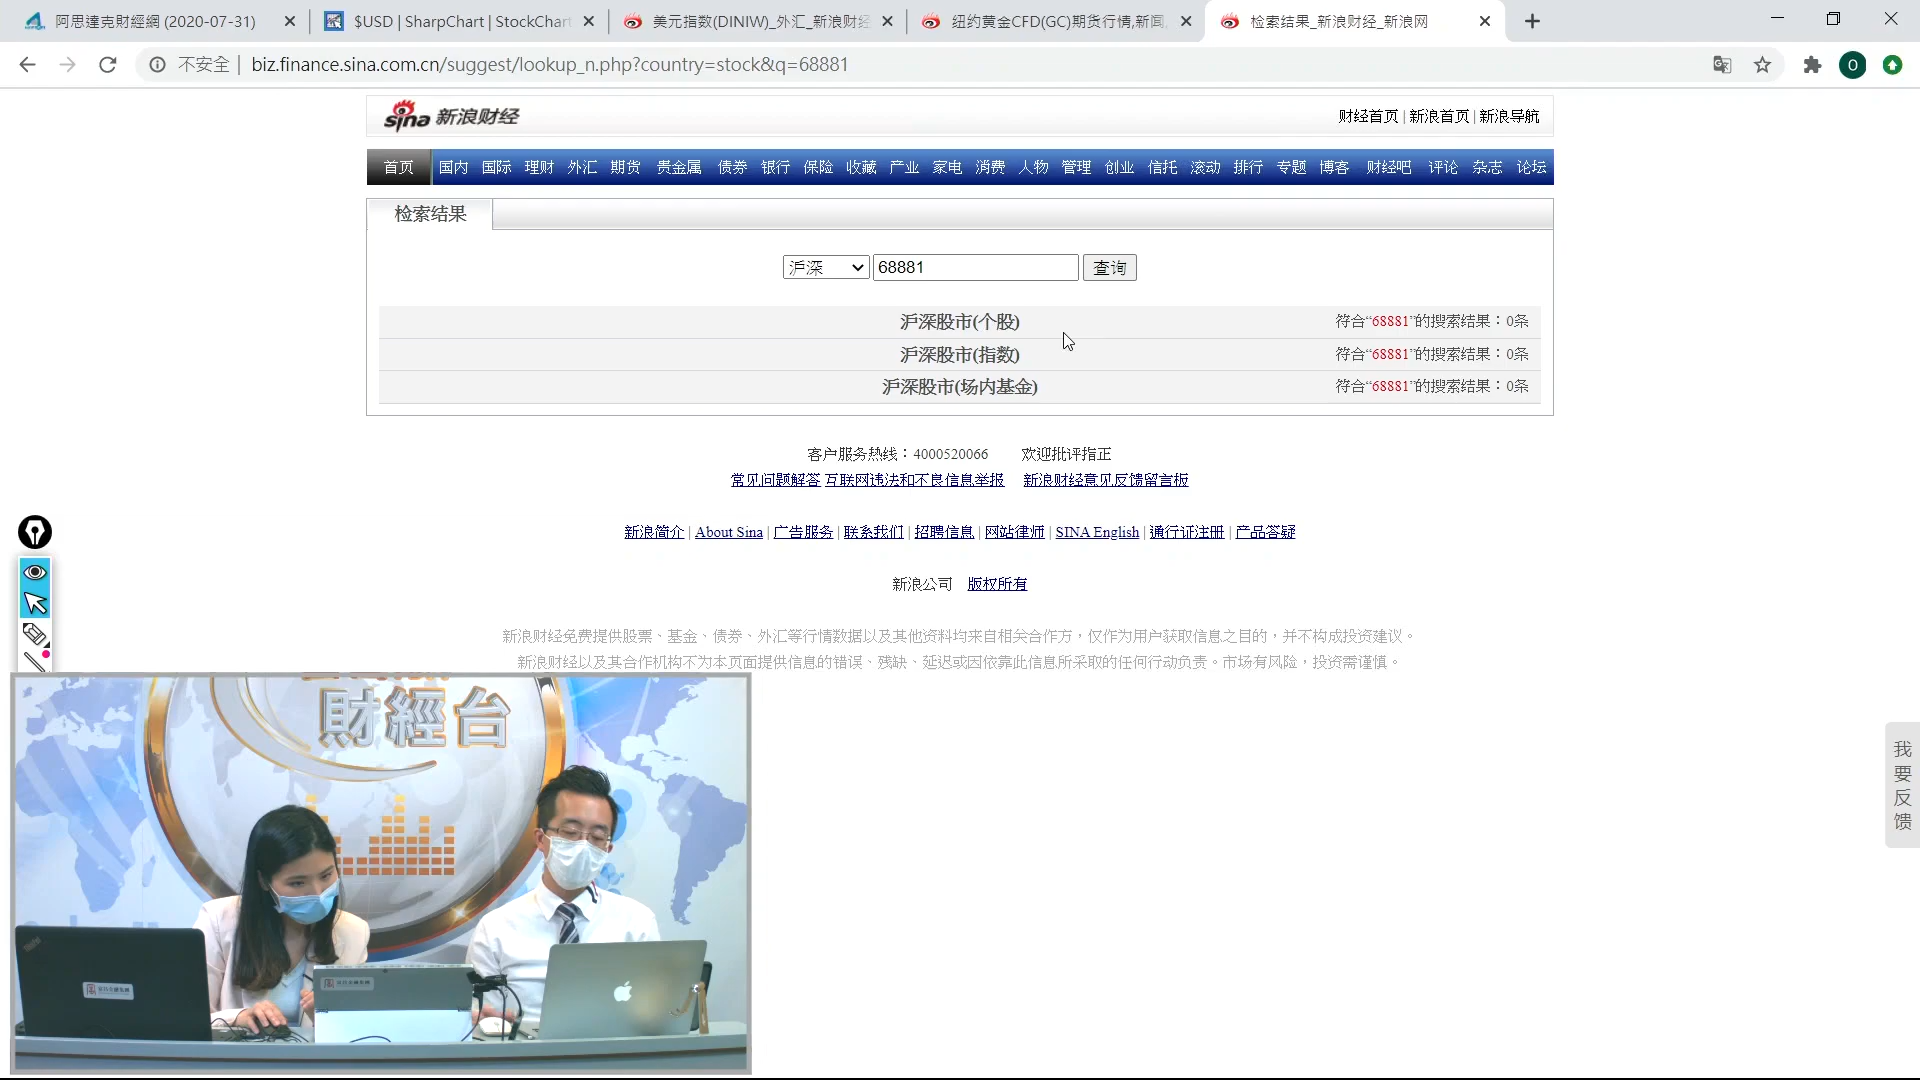 阿思達克財經網 (2020-07-31)
$USD | SharpChart | StockChart
美元指数(DINIW)_外汇_新浪财经
纽约黄金CFD(GC)期货行情,新闻,
检索结果_新浪财经_新浪网
不安全 | biz.finance.sina.com.cn/suggest/lookup_n.php?country=stock&q=68881
O
sina 新浪财经
财经首页 | 新浪首页 | 新浪导航
首页 国内 国际 理财 外汇 期货 贵金属 债券 银行 保险 收藏 产业 家电 消费 人物 管理 创业 信托 滚动 排行 专题 博客 财经吧 评论 杂志 论坛
检索结果
沪深 68881 查询
沪深股市(个股) 符合“68881”的搜索结果：0条
沪深股市(指数) 符合“68881”的搜索结果：0条
沪深股市(场内基金) 符合“68881”的搜索结果：0条
客户服务热线：4000520066 欢迎批评指正
常见问题解答 互联网违法和不良信息举报 新浪财经意见反馈留言板
新浪简介 | About Sina | 广告服务 | 联系我们 | 招聘信息 | 网站律师 | SINA English | 通行证注册 | 产品答疑
新浪公司 版权所有
新浪财经免费提供股票、基金、债券、外汇等行情数据以及其他资料均来自相关合作方，仅作为用户获取信息之目的，并不构成投资建议。
新浪财经以及其合作机构不为本页面提供信息的错误、残缺、延迟或因依靠此信息所采取的任何行动负责。市场有风险，投资需谨慎。
我要反馈
財經台